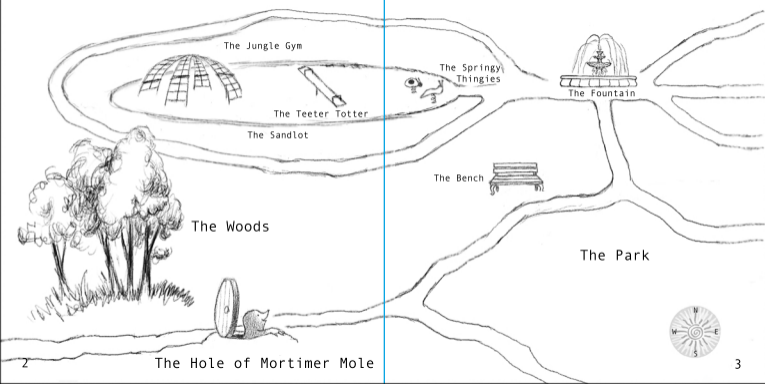 The Jungle Gym
The Springy
Thingies
The Fountain
The Teeter Totter
The Sandlot
The Bench
The Woods
The Park
N
W E
S
2
The Hole of Mortimer Mole
3